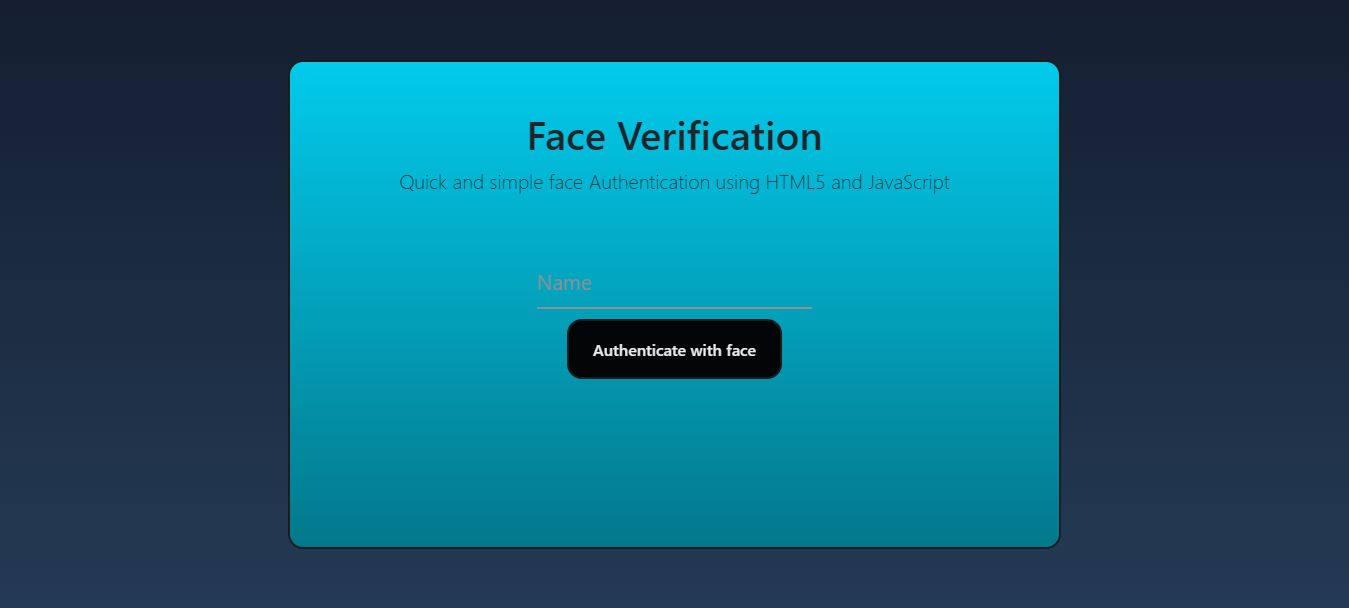 Face Verification
Quick and simple face Authentication using HTML5 and JavaScript
Name
Authenticate with face